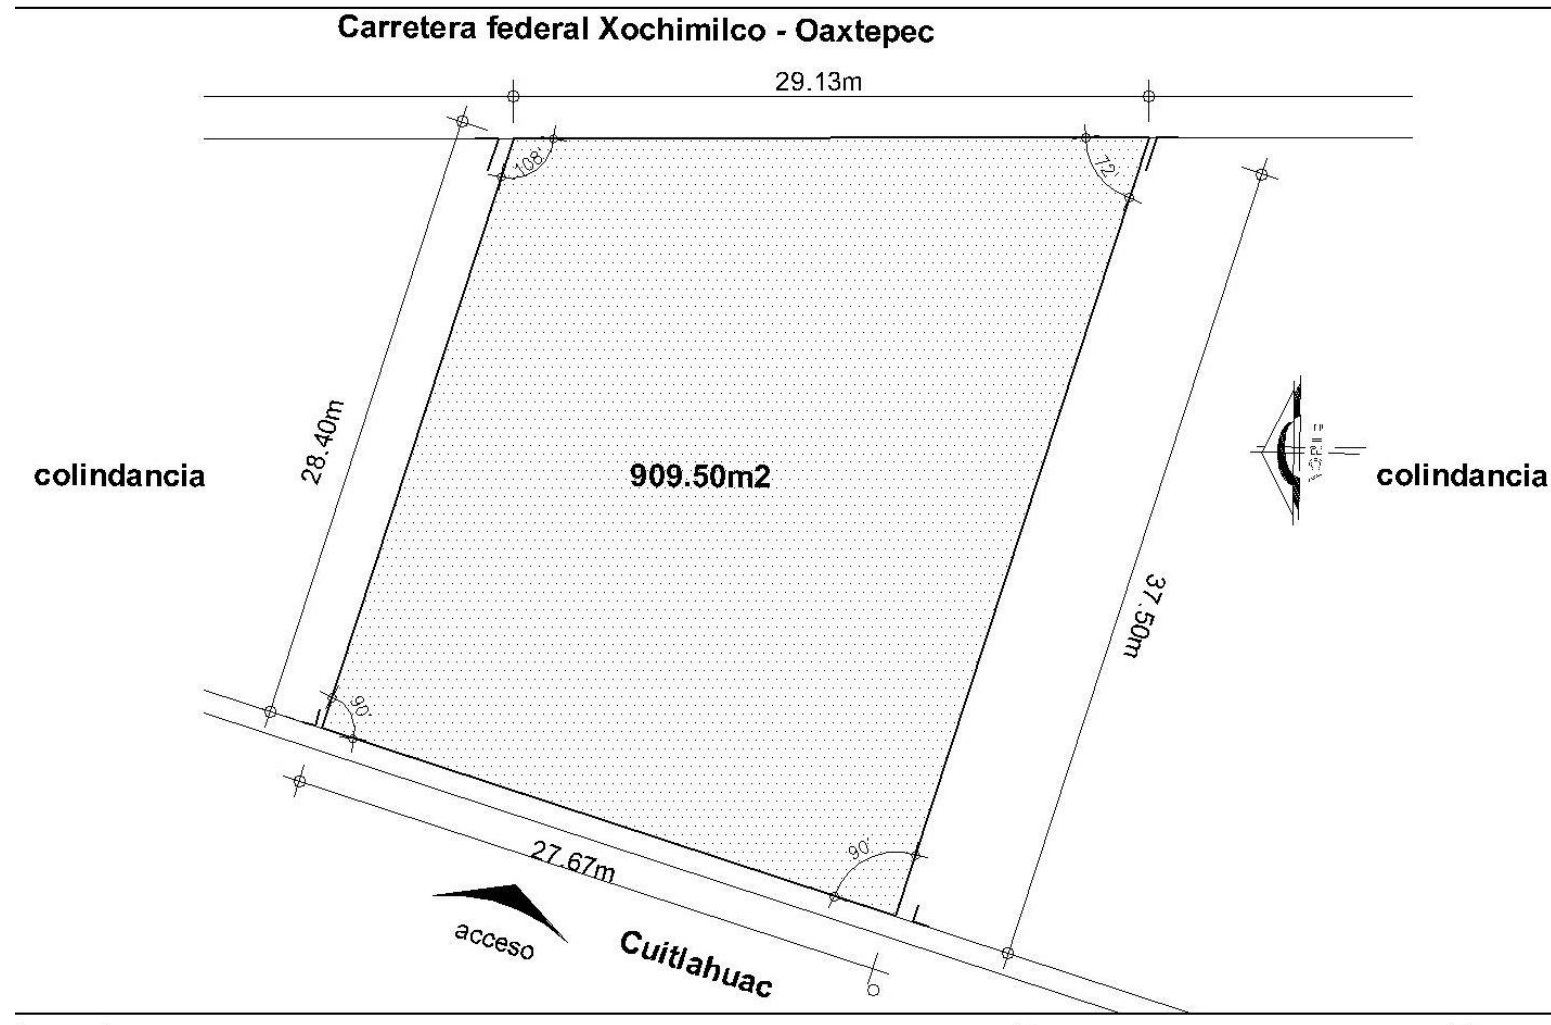 Carretera federal Xochimilco - Oaxtepec
29.13m
108'
72'
28.40m
colindancia
909.50m2
colindancia
37.50m
90'
90'
27.67m
acceso
Cuitlahuac